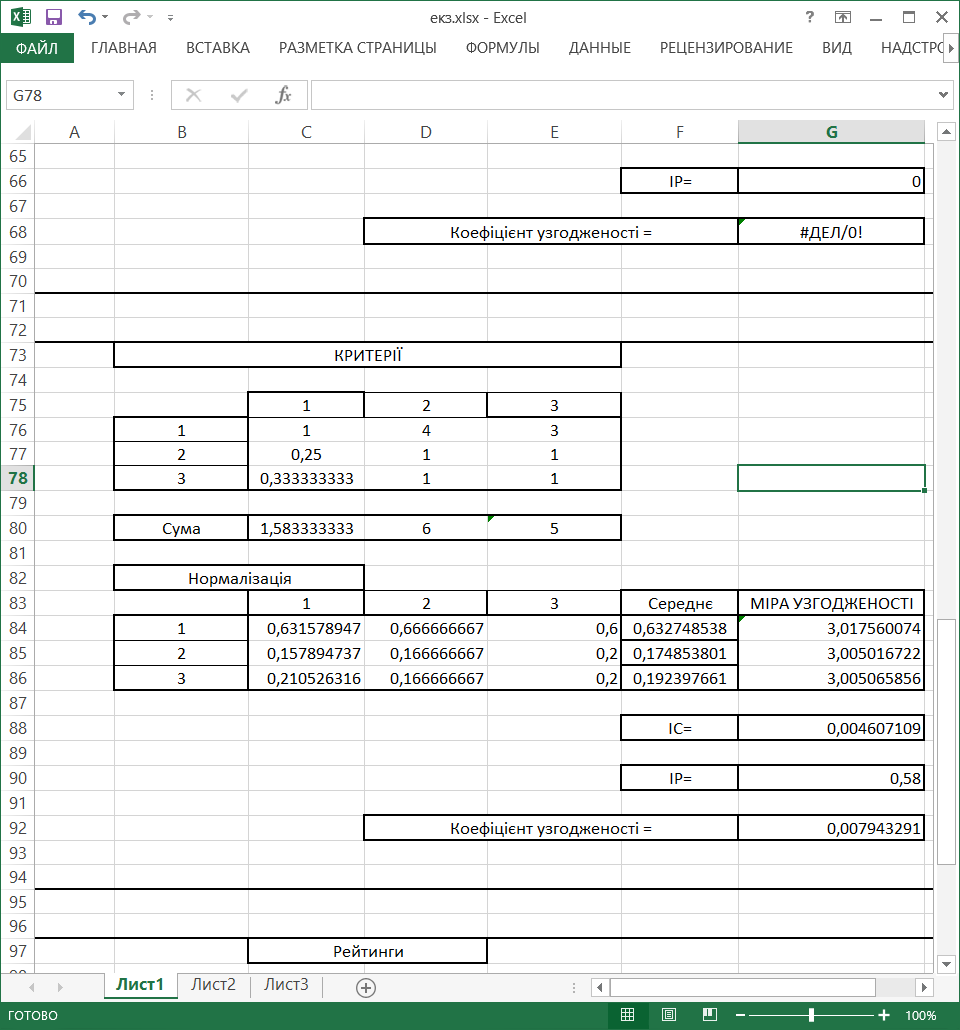 екз.xlsx - Excel ?
ФАЙЛ ГЛАВНАЯ ВСТАВКА РАЗМЕТКА СТРАНИЦЫ ФОРМУЛЫ ДАННЫЕ РЕЦЕНЗИРОВАНИЕ ВИД НАДСТРО
G78 fx
A B C D E F G
65
66 ІР= 0
67
68 Коефіцієнт узгодженості = #ДЕЛ/0!
69
70
71
72
73 КРИТЕРІЇ
74
75 1 2 3
76 1 1 4 3
77 2 0,25 1 1
78 3 0,333333333 1 1
79
80 Сума 1,583333333 6 5
81
82 Нормалізація
83 1 2 3 Середнє МІРА УЗГОДЖЕНОСТІ
84 1 0,631578947 0,666666667 0,6 0,632748538 3,017560074
85 2 0,157894737 0,166666667 0,2 0,174853801 3,005016722
86 3 0,210526316 0,166666667 0,2 0,192397661 3,005065856
87
88 ІС= 0,004607109
89
90 ІР= 0,58
91
92 Коефіцієнт узгодженості = 0,007943291
93
94
95
96
97 Рейтинги
Лист1 Лист2 Лист3
ГОТОВО 100%